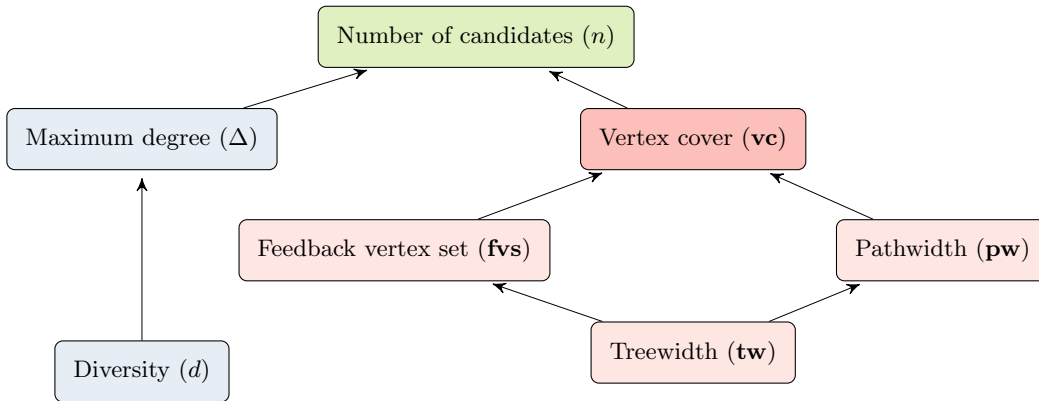 Number of candidates (n)
Maximum degree (Δ)
Vertex cover (vc)
Feedback vertex set (fvs)
Pathwidth (pw)
Treewidth (tw)
Diversity (d)